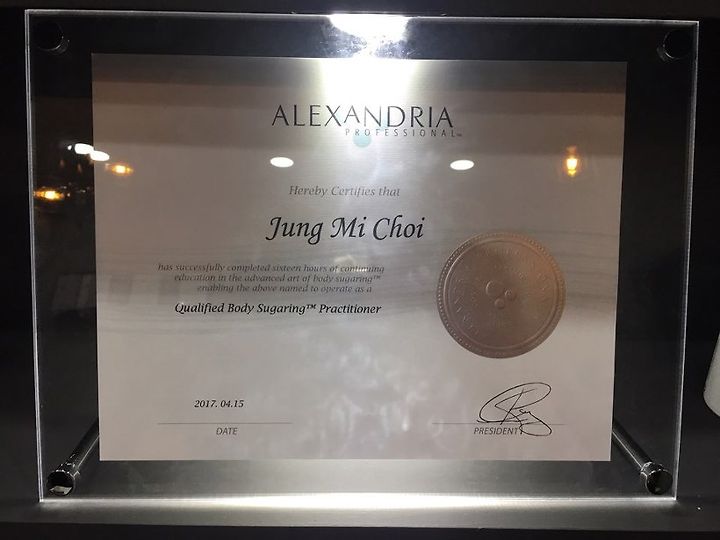 ALEXANDRIA
PROFESSIONAL™
Hereby Certifies that
Jung Mi Choi
has successfully completed sixteen hours of continuing
education in the advanced art of body sugaring™
enabling the above named to operate as a
Qualified Body Sugaring™ Practitioner
2017. 04.15
DATE
PRESIDENT